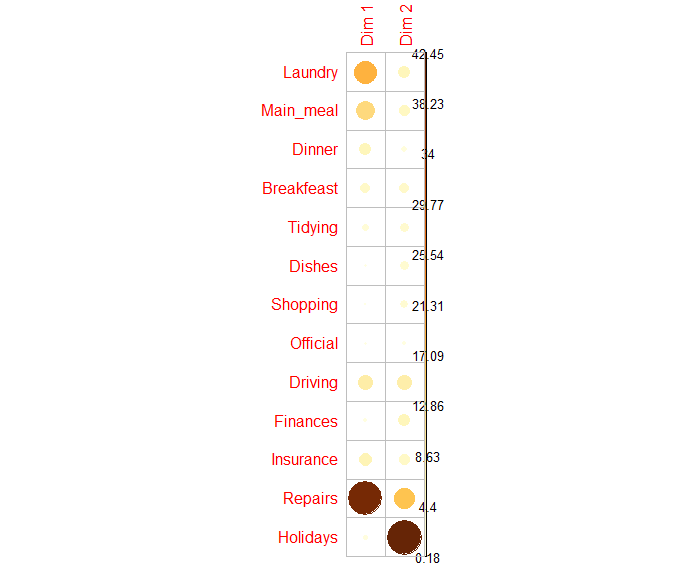 Dim 1
Dim 2
42.45
Laundry
38.23
Main_meal
34
Dinner
Breakfeast
29.77
Tidying
25.54
Dishes
21.31
Shopping
Official
17.09
Driving
12.86
Finances
8.63
Insurance
4.4
Repairs
Holidays
0.18